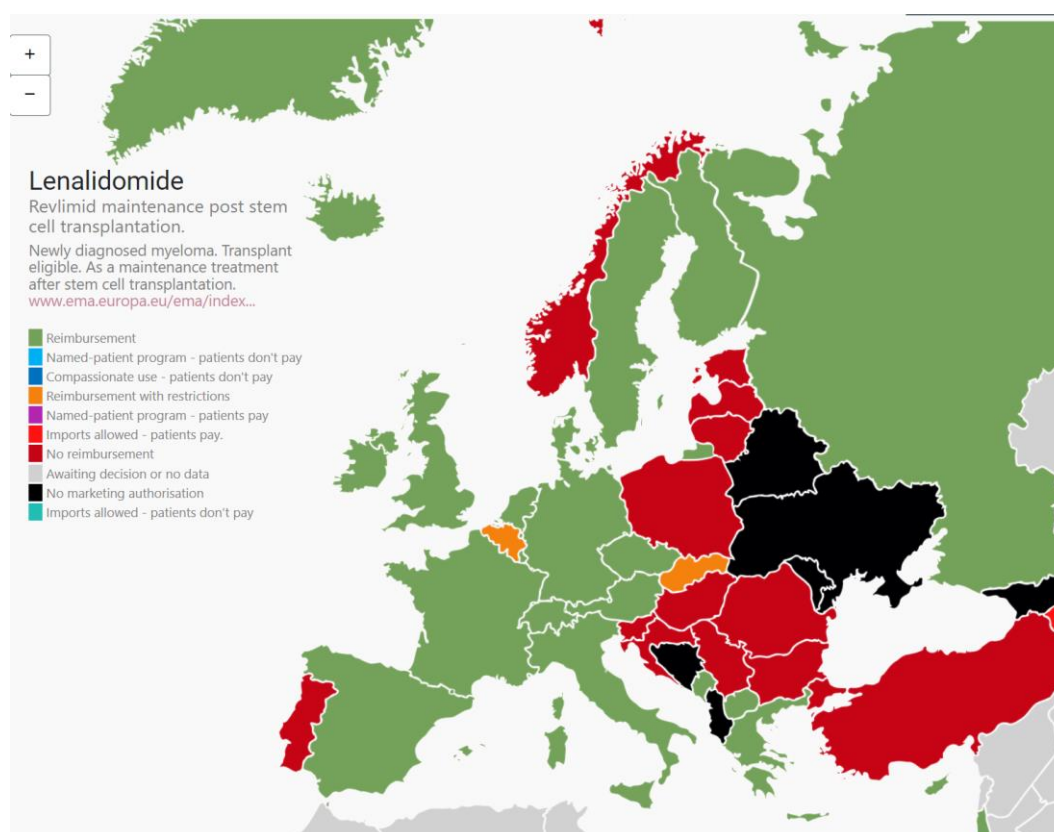 +
−
Lenalidomide
Revlimid maintenance post stem
cell transplantation.
Newly diagnosed myeloma. Transplant
eligible. As a maintenance treatment
after stem cell transplantation.
www.ema.europa.eu/ema/index...
Reimbursement
Named-patient program - patients don't pay
Compassionate use - patients don't pay
Reimbursement with restrictions
Named-patient program - patients pay
Imports allowed - patients pay.
No reimbursement
Awaiting decision or no data
No marketing authorisation
Imports allowed - patients don't pay